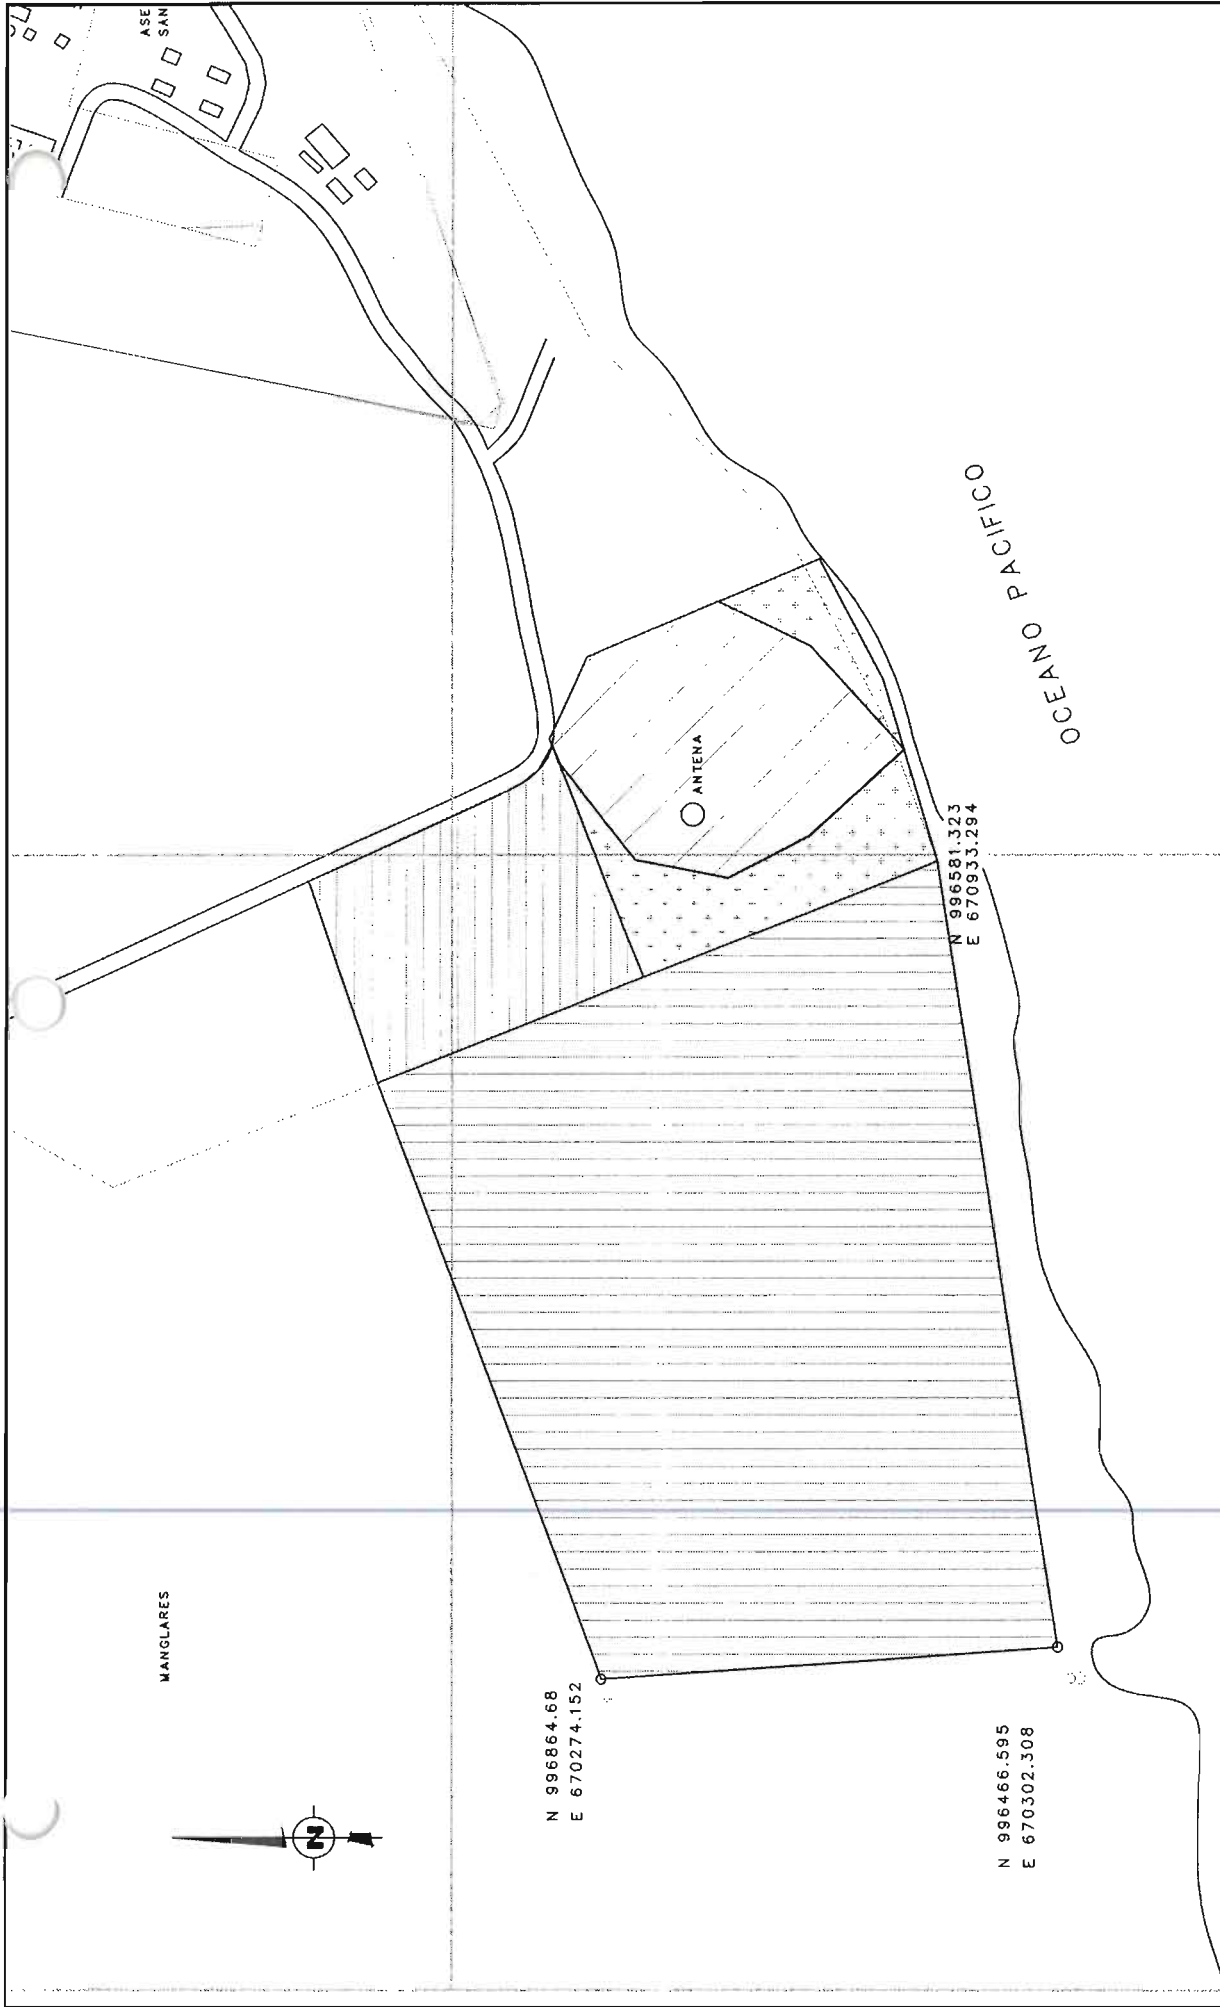 ASE
SAN
OCEANO PACIFICO
ANTENA
N 996581.323
E 670933.294
MANGLARES
N 996864.68
E 670274.152
N 996466.595
E 670302.308
N